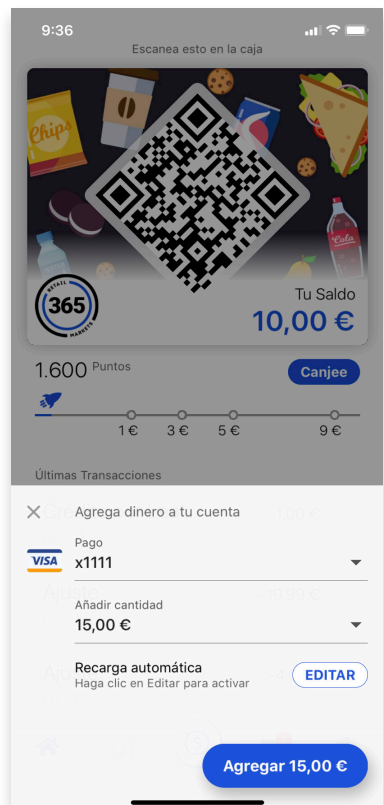 9:36
Escanea esto en la caja
Chips
Cola
RETAIL
365
MARKETS
Tu Saldo
10,00 €
1.600 Puntos
Canjee
1 €
3 €
5 €
9 €
Últimas Transacciones
Agrega dinero a tu cuenta
Pago
VISA
x1111
Añadir cantidad
15,00 €
Recarga automática
Haga clic en Editar para activar
EDITAR
Agregar 15,00 €